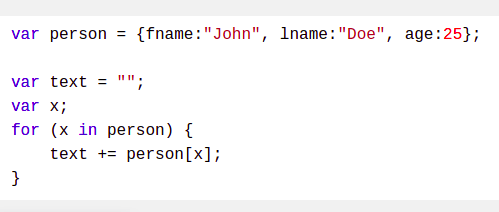 var person = {fname:"John", lname:"Doe", age:25};
var text = "";
var x;
for (x in person) {
    text += person[x];
}